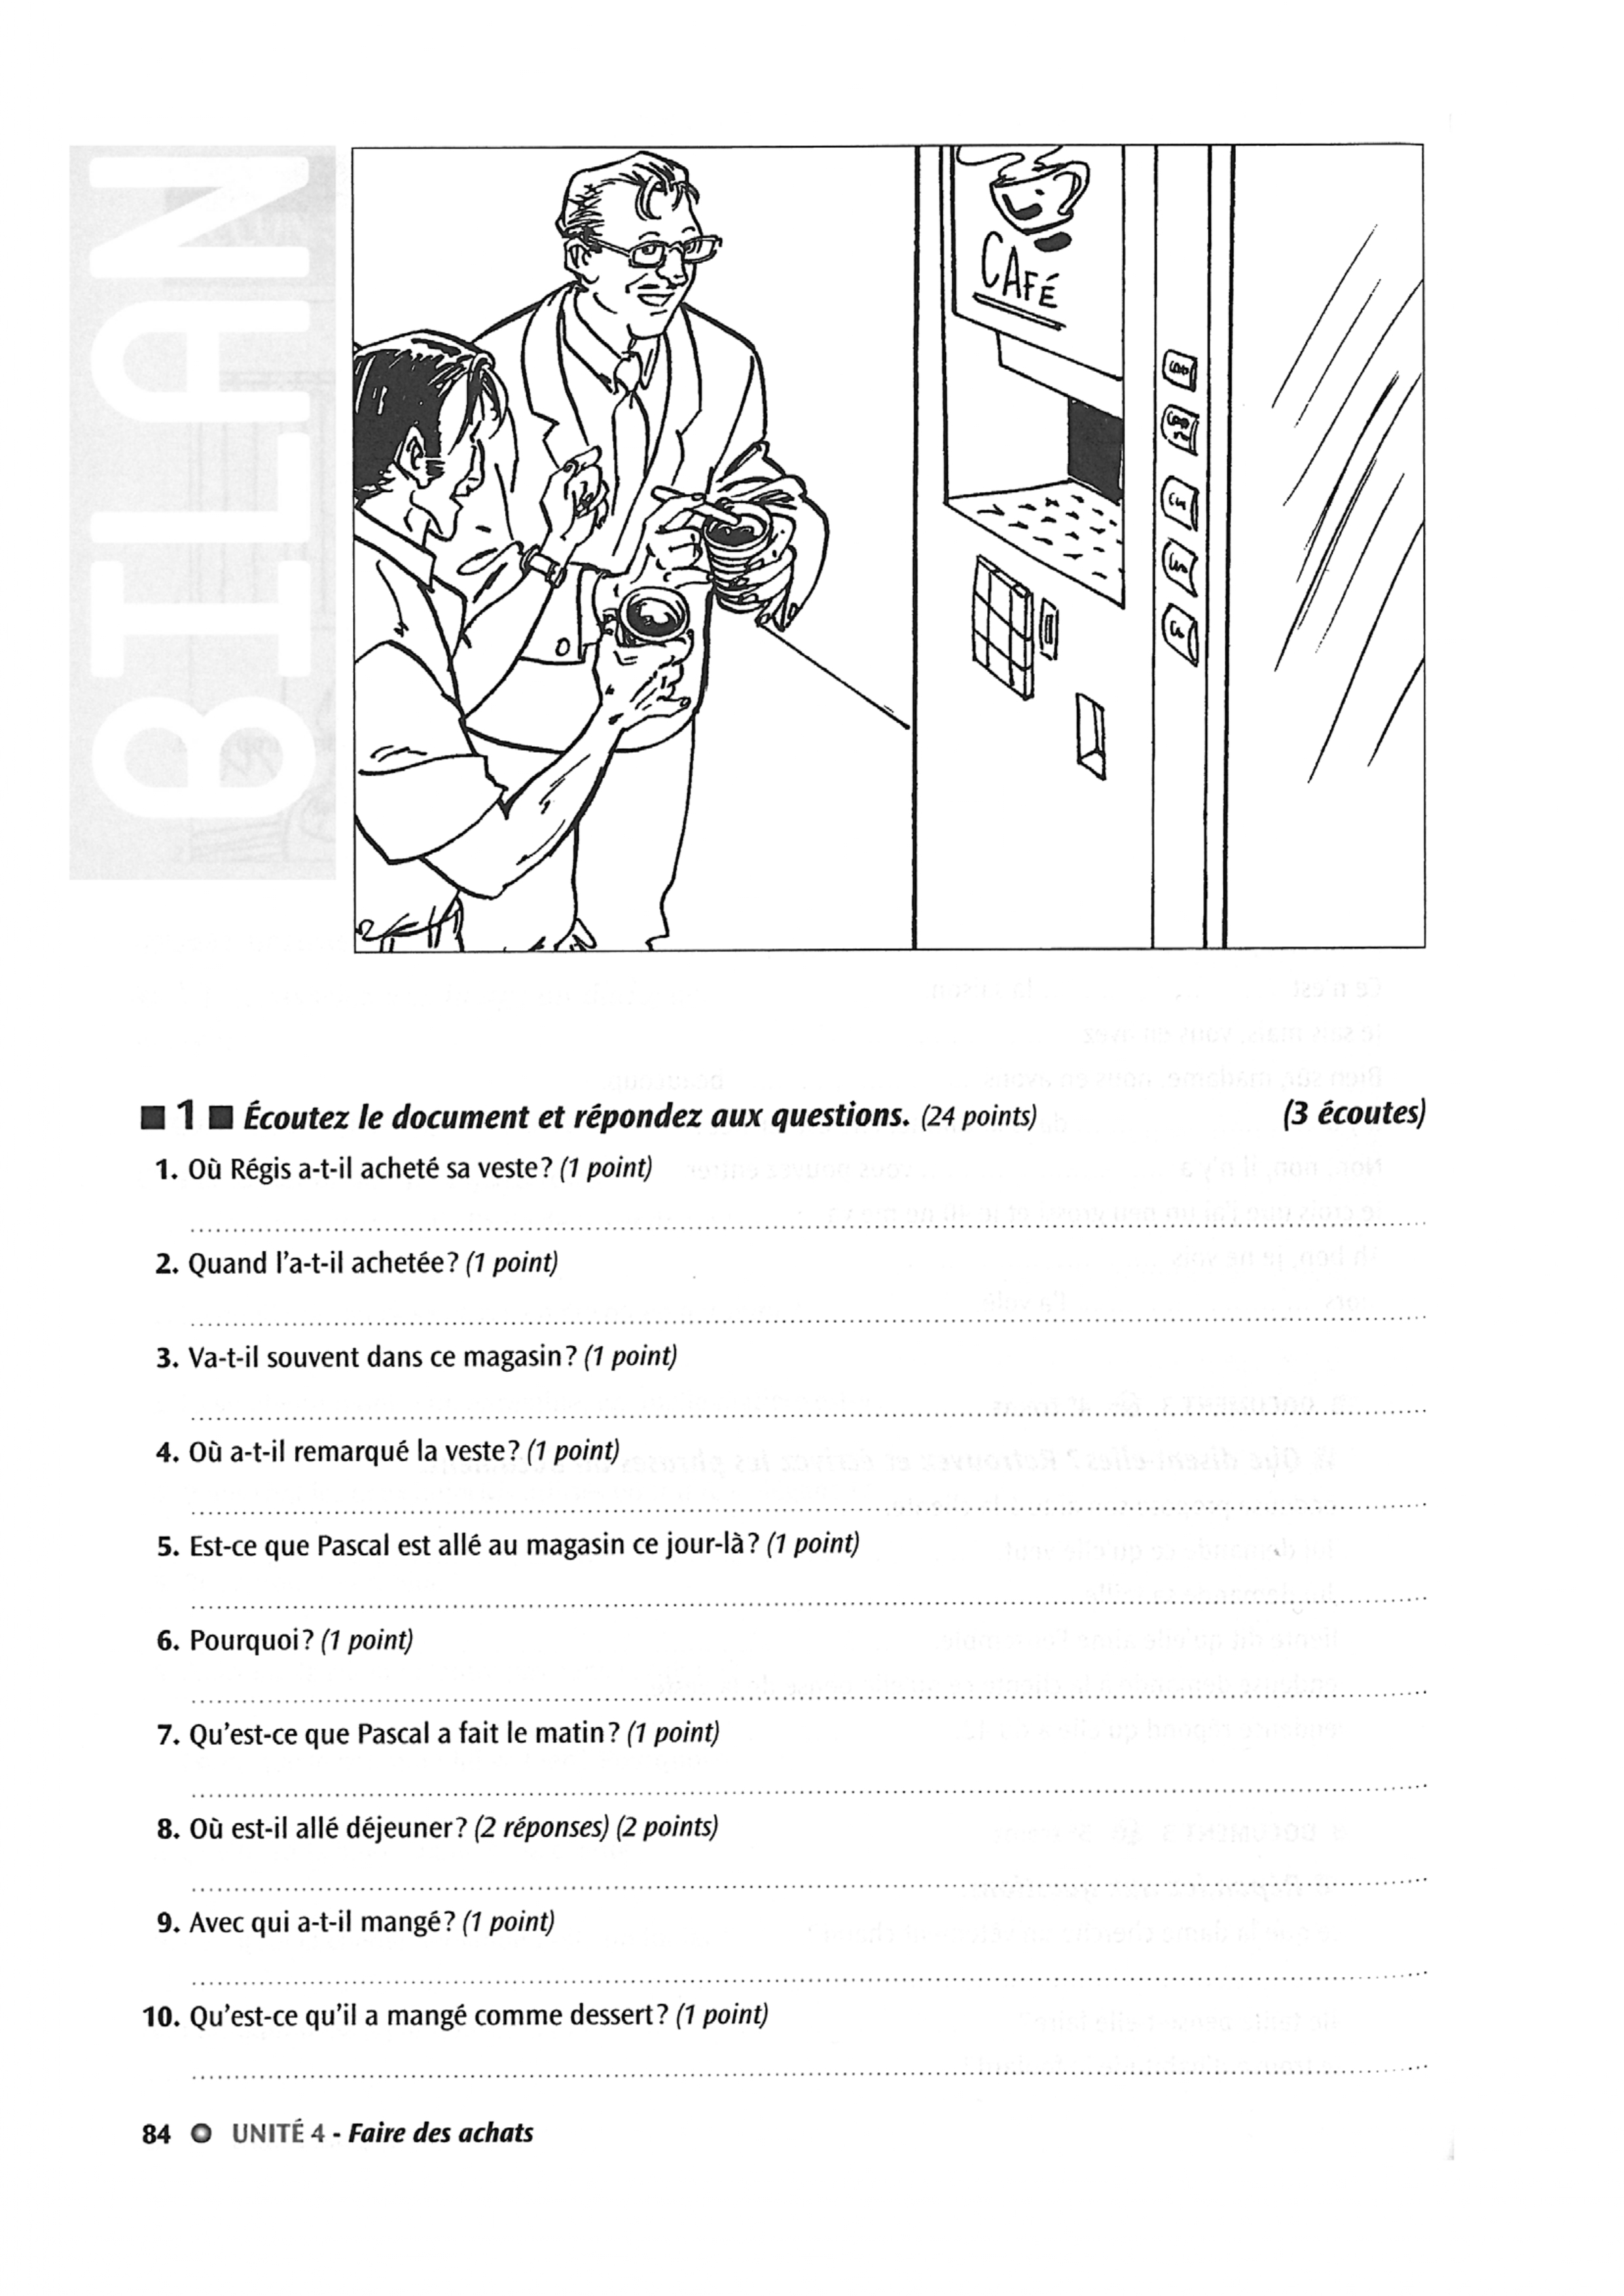 BILAN
CAFÉ
■ 1 ■ Écoutez le document et répondez aux questions. (24 points) (3 écoutes)
1. Où Régis a-t-il acheté sa veste? (1 point)
2. Quand l'a-t-il achetée? (1 point)
3. Va-t-il souvent dans ce magasin? (1 point)
4. Où a-t-il remarqué la veste? (1 point)
5. Est-ce que Pascal est allé au magasin ce jour-là? (1 point)
6. Pourquoi? (1 point)
7. Qu'est-ce que Pascal a fait le matin? (1 point)
8. Où est-il allé déjeuner? (2 réponses) (2 points)
9. Avec qui a-t-il mangé? (1 point)
10. Qu'est-ce qu'il a mangé comme dessert? (1 point)
84 UNITÉ 4 - Faire des achats